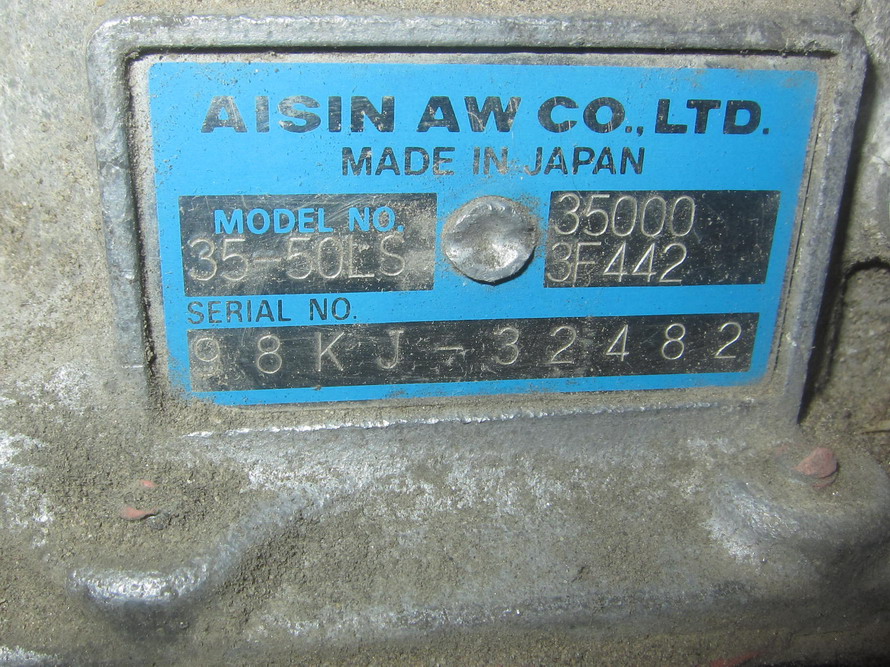 AISIN AW CO., LTD.
MADE IN JAPAN
MODEL NO.
35-50LS
35000
3F442
SERIAL NO.
98KJ-32482